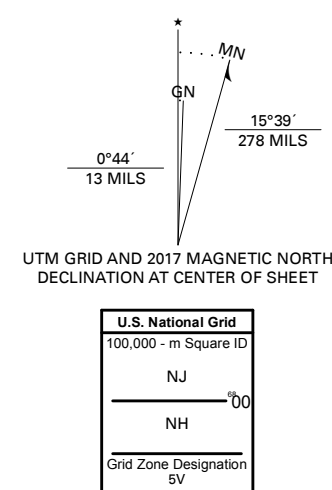 ★
MN
GN
15°39´
278 MILS
0°44´
13 MILS
UTM GRID AND 2017 MAGNETIC NORTH
DECLINATION AT CENTER OF SHEET
U.S. National Grid
100,000 - m Square ID
NJ
6800
NH
Grid Zone Designation
5V